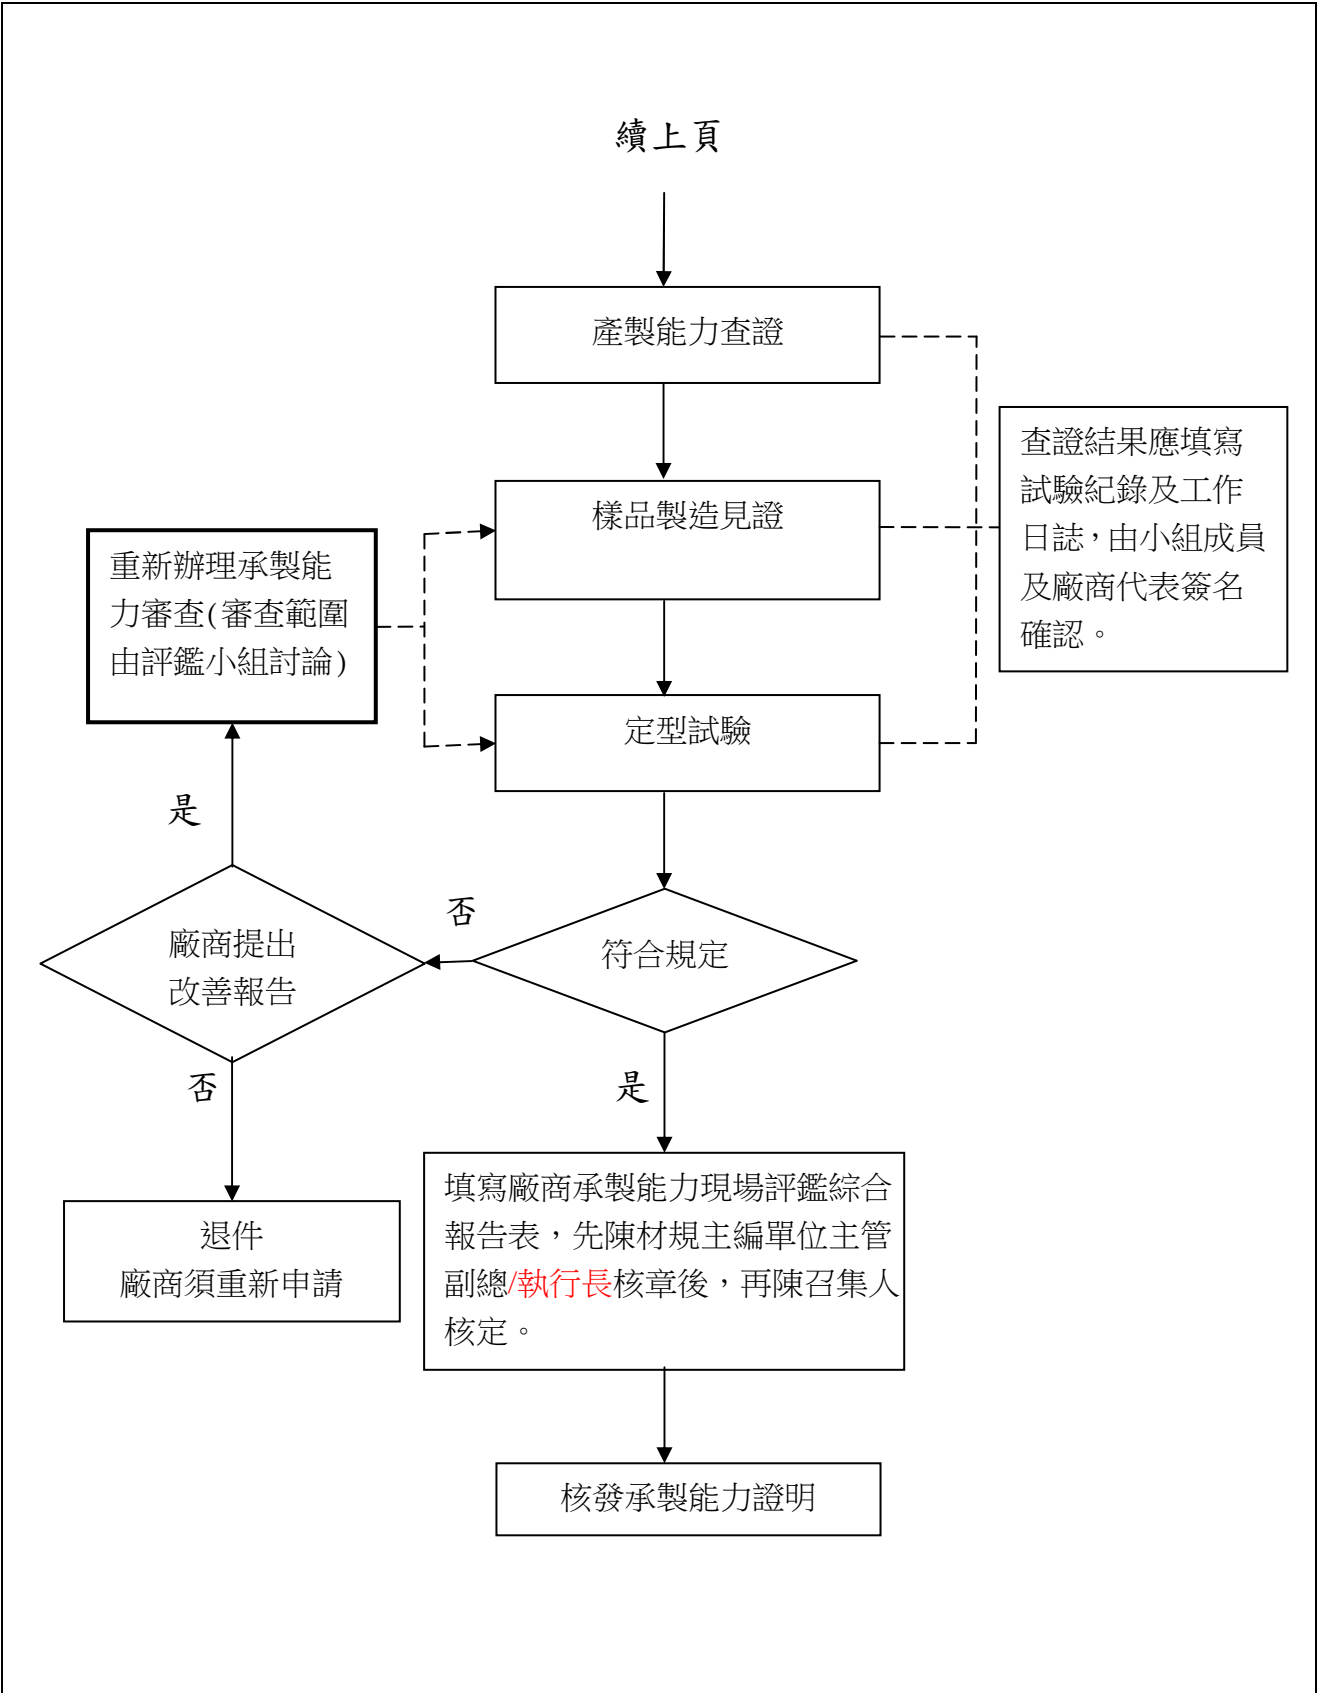 續上頁
產製能力查證
查證結果應填寫
試驗紀錄及工作
日誌，由小組成員
及廠商代表簽名
確認。
樣品製造見證
重新辦理承製能
力審查(審查範圍
由評鑑小組討論)
定型試驗
是
否
廠商提出
改善報告
符合規定
否
是
填寫廠商承製能力現場評鑑綜合
報告表，先陳材規主編單位主管
副總/執行長核章後，再陳召集人
核定。
退件
廠商須重新申請
核發承製能力證明